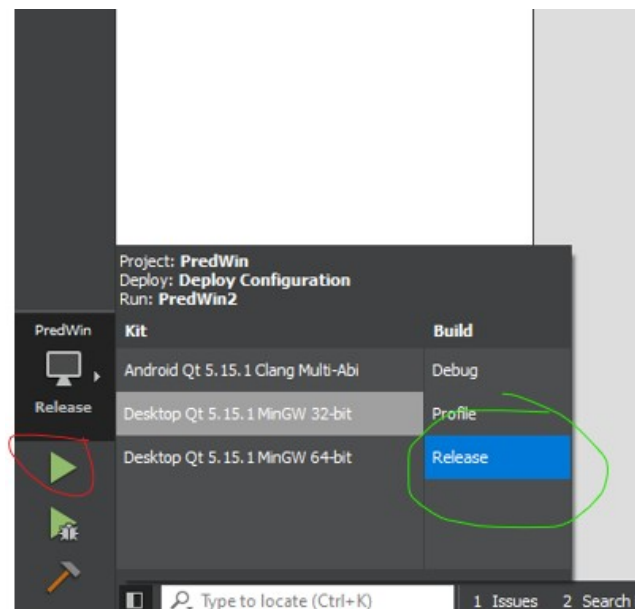 Project: PredWin
Deploy: Deploy Configuration
Run: PredWin2
PredWin
Kit
Build
Android Qt 5.15.1 Clang Multi-Abi
Debug
Release
Desktop Qt 5.15.1 MinGW 32-bit
Profile
Desktop Qt 5.15.1 MinGW 64-bit
Release
Type to locate (Ctrl+K)
1 Issues
2 Search